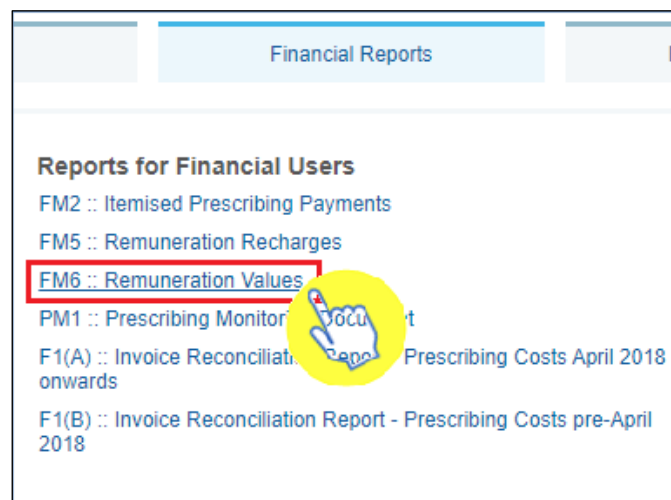 Financial Reports
Reports for Financial Users
FM2 :: Itemised Prescribing Payments
FM5 :: Remuneration Recharges
FM6 :: Remuneration Values
PM1 :: Prescribing
F1(A) :: Invoice Prescribing Costs April 2018
onwards
F1(B) :: Invoice Reconciliation Report - Prescribing Costs pre-April
2018